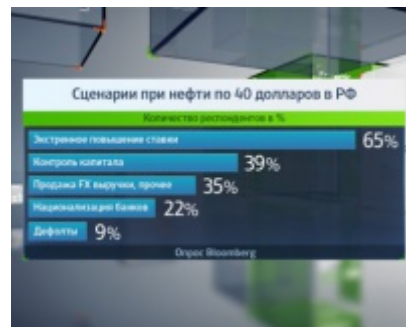 Сценарии при нефти по 40 долларов в РФ
Количество респондентов в %
Экстренное повышение ставки 65%
Контроль капитала 39%
Продажа FX выручки, прочее 35%
Национализация банков 22%
Дефолты 9%
Опрос Bloomberg